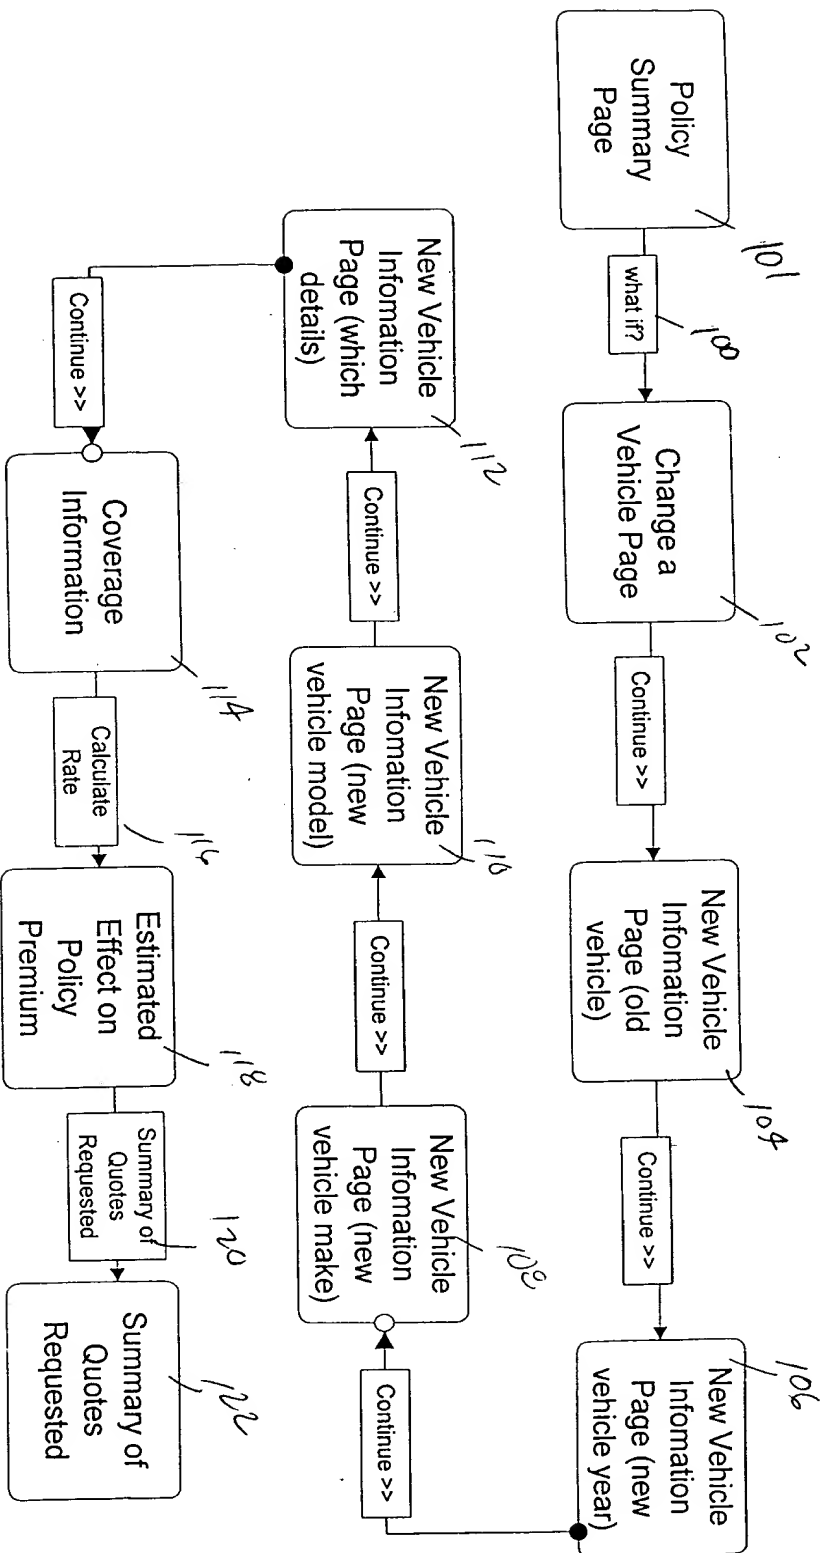 Policy
Summary
Page
101
what if?
100
Change a
Vehicle Page
102
Continue >>
New Vehicle
Infomation
Page (old
vehicle)
104
Continue >>
New Vehicle
Infomation
Page (new
vehicle year)
106
Continue >>
New Vehicle
Infomation
Page (new
vehicle make)
108
Continue >>
New Vehicle
Infomation
Page (new
vehicle model)
110
Continue >>
New Vehicle
Infomation
Page (which
details)
112
Continue >>
Coverage
Information
114
Calculate
Rate
116
Estimated
Effect on
Policy
Premium
118
Summary of
Quotes
Requested
120
Summary of
Quotes
Requested
122